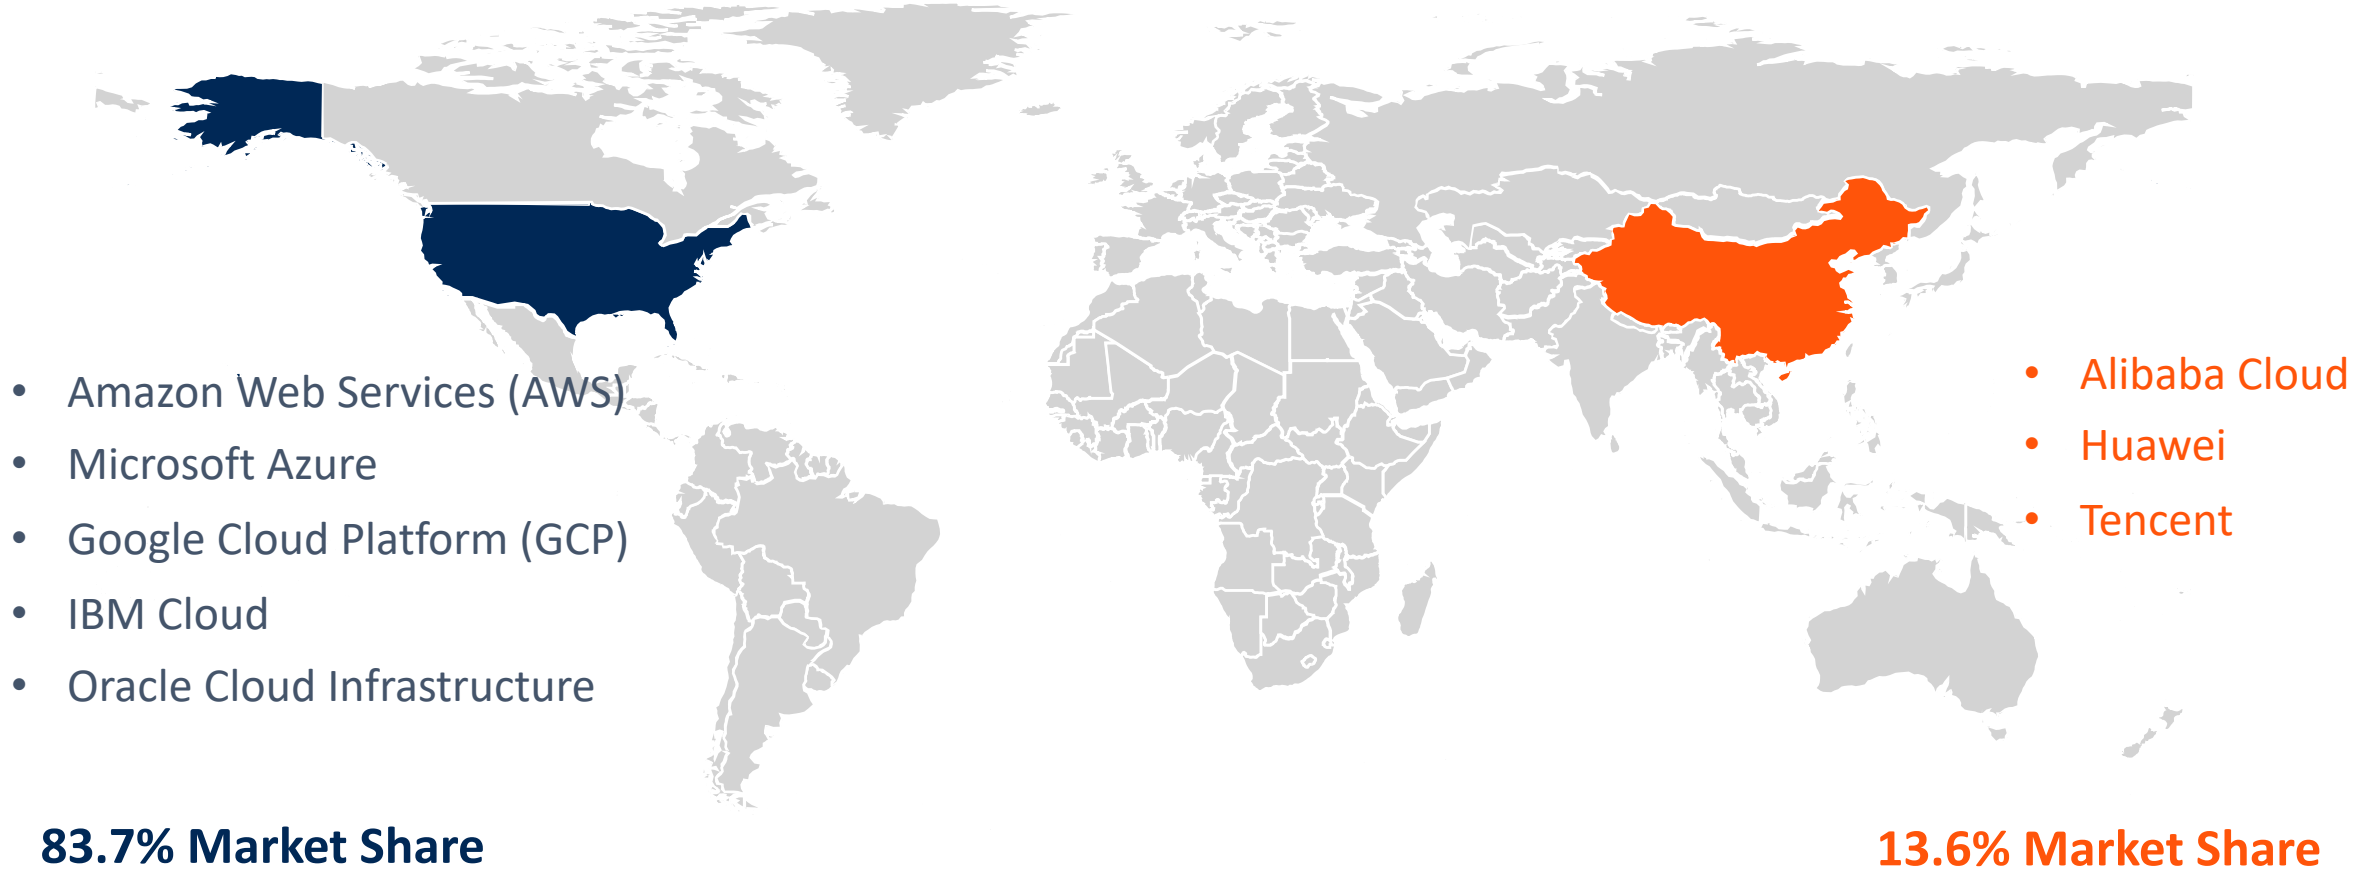 • Amazon Web Services (AWS)
• Microsoft Azure
• Google Cloud Platform (GCP)
• IBM Cloud
• Oracle Cloud Infrastructure
83.7% Market Share
• Alibaba Cloud
• Huawei
• Tencent
13.6% Market Share